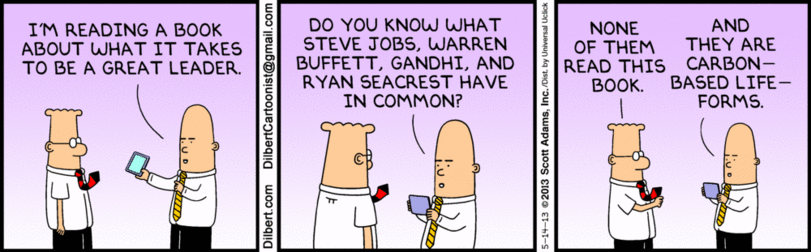 I'M READING A BOOK
ABOUT WHAT IT TAKES
TO BE A GREAT LEADER.
Dilbert.com DilbertCartoonist@gmail.com
DO YOU KNOW WHAT
STEVE JOBS, WARREN
BUFFETT, GANDHI, AND
RYAN SEACREST HAVE
IN COMMON?
5-14-13 ©2013 Scott Adams, Inc. /Dist. by Universal Uclick
NONE
OF THEM
READ THIS
BOOK.
AND
THEY ARE
CARBON-
BASED LIFE-
FORMS.